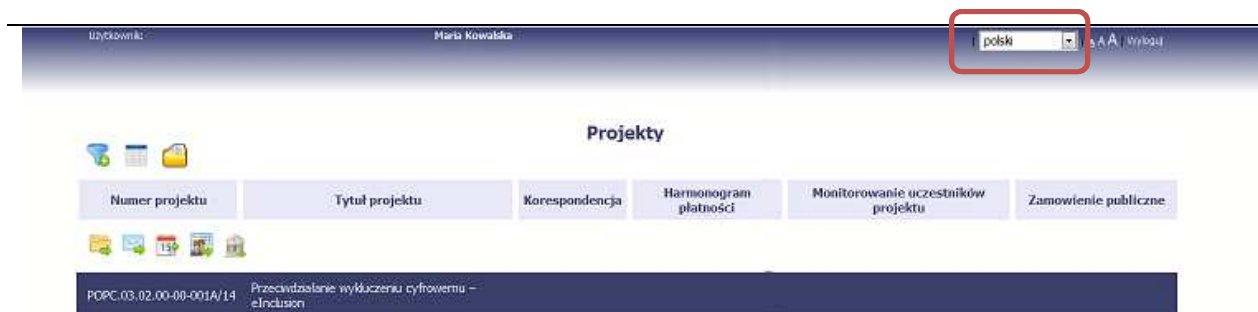 Użytkownik: Maria Kowalska | polski | A A A | Wyloguj
Projekty
Numer projektu Tytuł projektu Korespondencja Harmonogram płatności Monitorowanie uczestników projektu Zamowienie publiczne
POPC.03.02.00-00-001A/14 Przeciwdziałanie wykluczeniu cyfrowemu – eInclusion